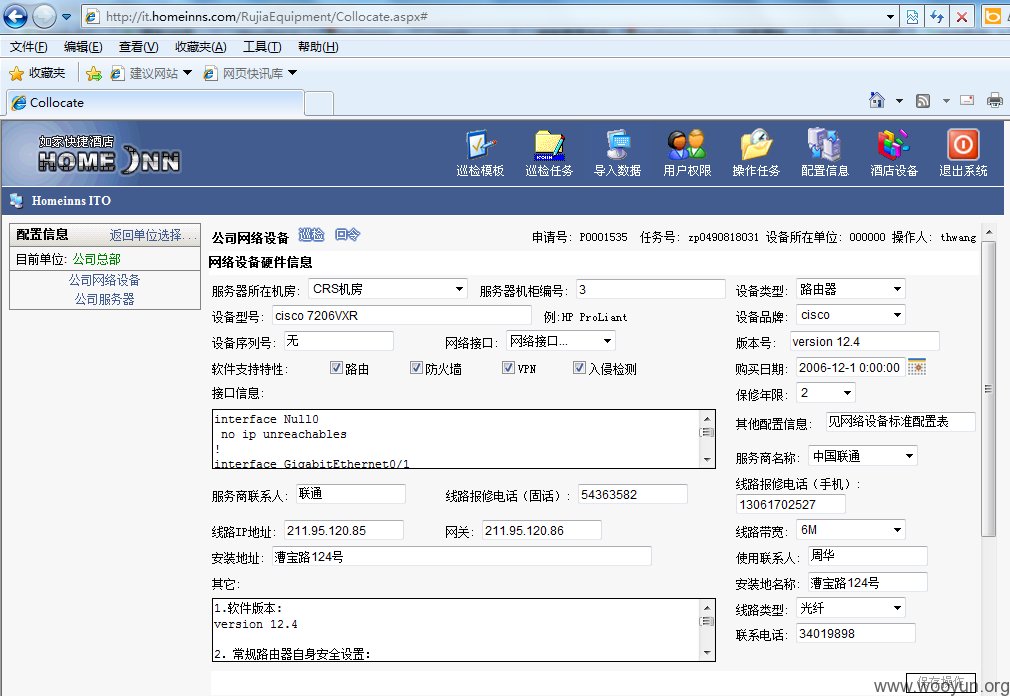 http://it.homeinns.com/RujiaEquipment/Collocate.aspx#
文件(F) 编辑(E) 查看(V) 收藏夹(A) 工具(T) 帮助(H)
收藏夹 建议网站 网页快讯库
Collocate
如家快捷酒店
HOME INN
巡检模板 巡检任务 导入数据 用户权限 操作任务 配置信息 酒店设备 退出系统
Homeinns ITO
配置信息 返回单位选择...
目前单位: 公司总部
公司网络设备
公司服务器
公司网络设备 巡检 回令 申请号: P0001535 任务号: zp0490818031 设备所在单位: 000000 操作人: thwang
网络设备硬件信息
服务器所在机房: CRS机房 服务器机柜编号: 3 设备类型: 路由器
设备型号: cisco 7206VXR 例:HP ProLiant 设备品牌: cisco
设备序列号: 无 网络接口: 网络接口... 版本号: version 12.4
软件支持特性: 路由 防火墙 VPN 入侵检测 购买日期: 2006-12-1 0:00:00
接口信息: 保修年限: 2
interface Null0
no ip unreachables
!
interface GigabitEthernet0/1
其他配置信息: 见网络设备标准配置表
服务商名称: 中国联通
服务商联系人: 联通 线路报修电话(固话): 54363582 线路报修电话(手机):
13061702527
线路IP地址: 211.95.120.85 网关: 211.95.120.86 线路带宽: 6M
安装地址: 漕宝路124号 使用联系人: 周华
其它: 安装地名称: 漕宝路124号
1.软件版本:
version 12.4
2. 常规路由器自身安全设置:
线路类型: 光纤
联系电话: 34019898
保存操作
www.wooyun.org